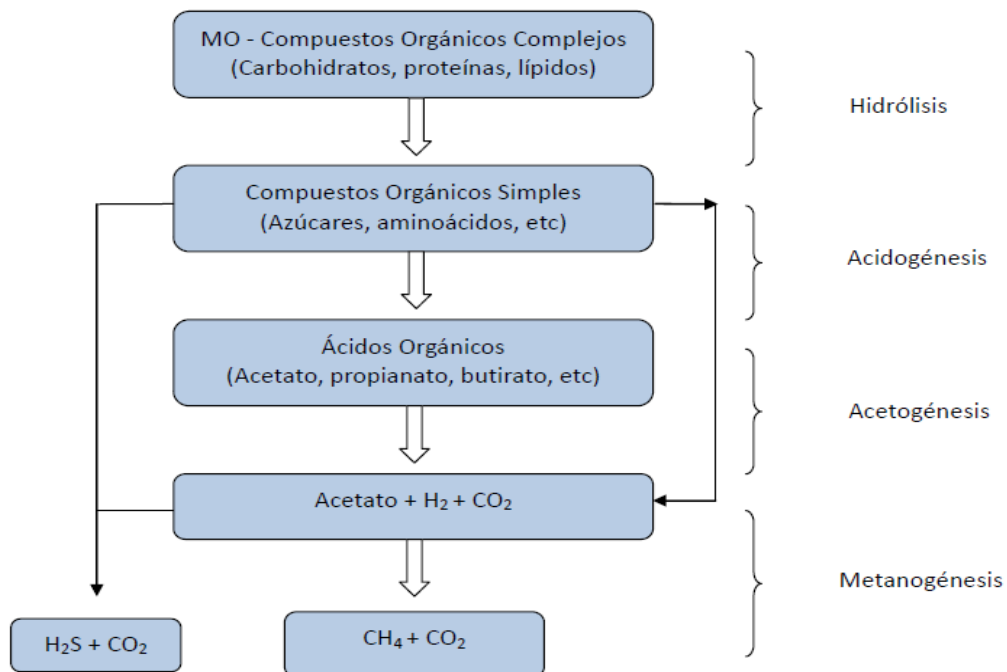 MO - Compuestos Orgánicos Complejos
(Carbohidratos, proteínas, lípidos)
Hidrólisis
Compuestos Orgánicos Simples
(Azúcares, aminoácidos, etc)
Acidogénesis
Ácidos Orgánicos
(Acetato, propianato, butirato, etc)
Acetogénesis
Acetato + H₂ + CO₂
Metanogénesis
H₂S + CO₂
CH₄ + CO₂